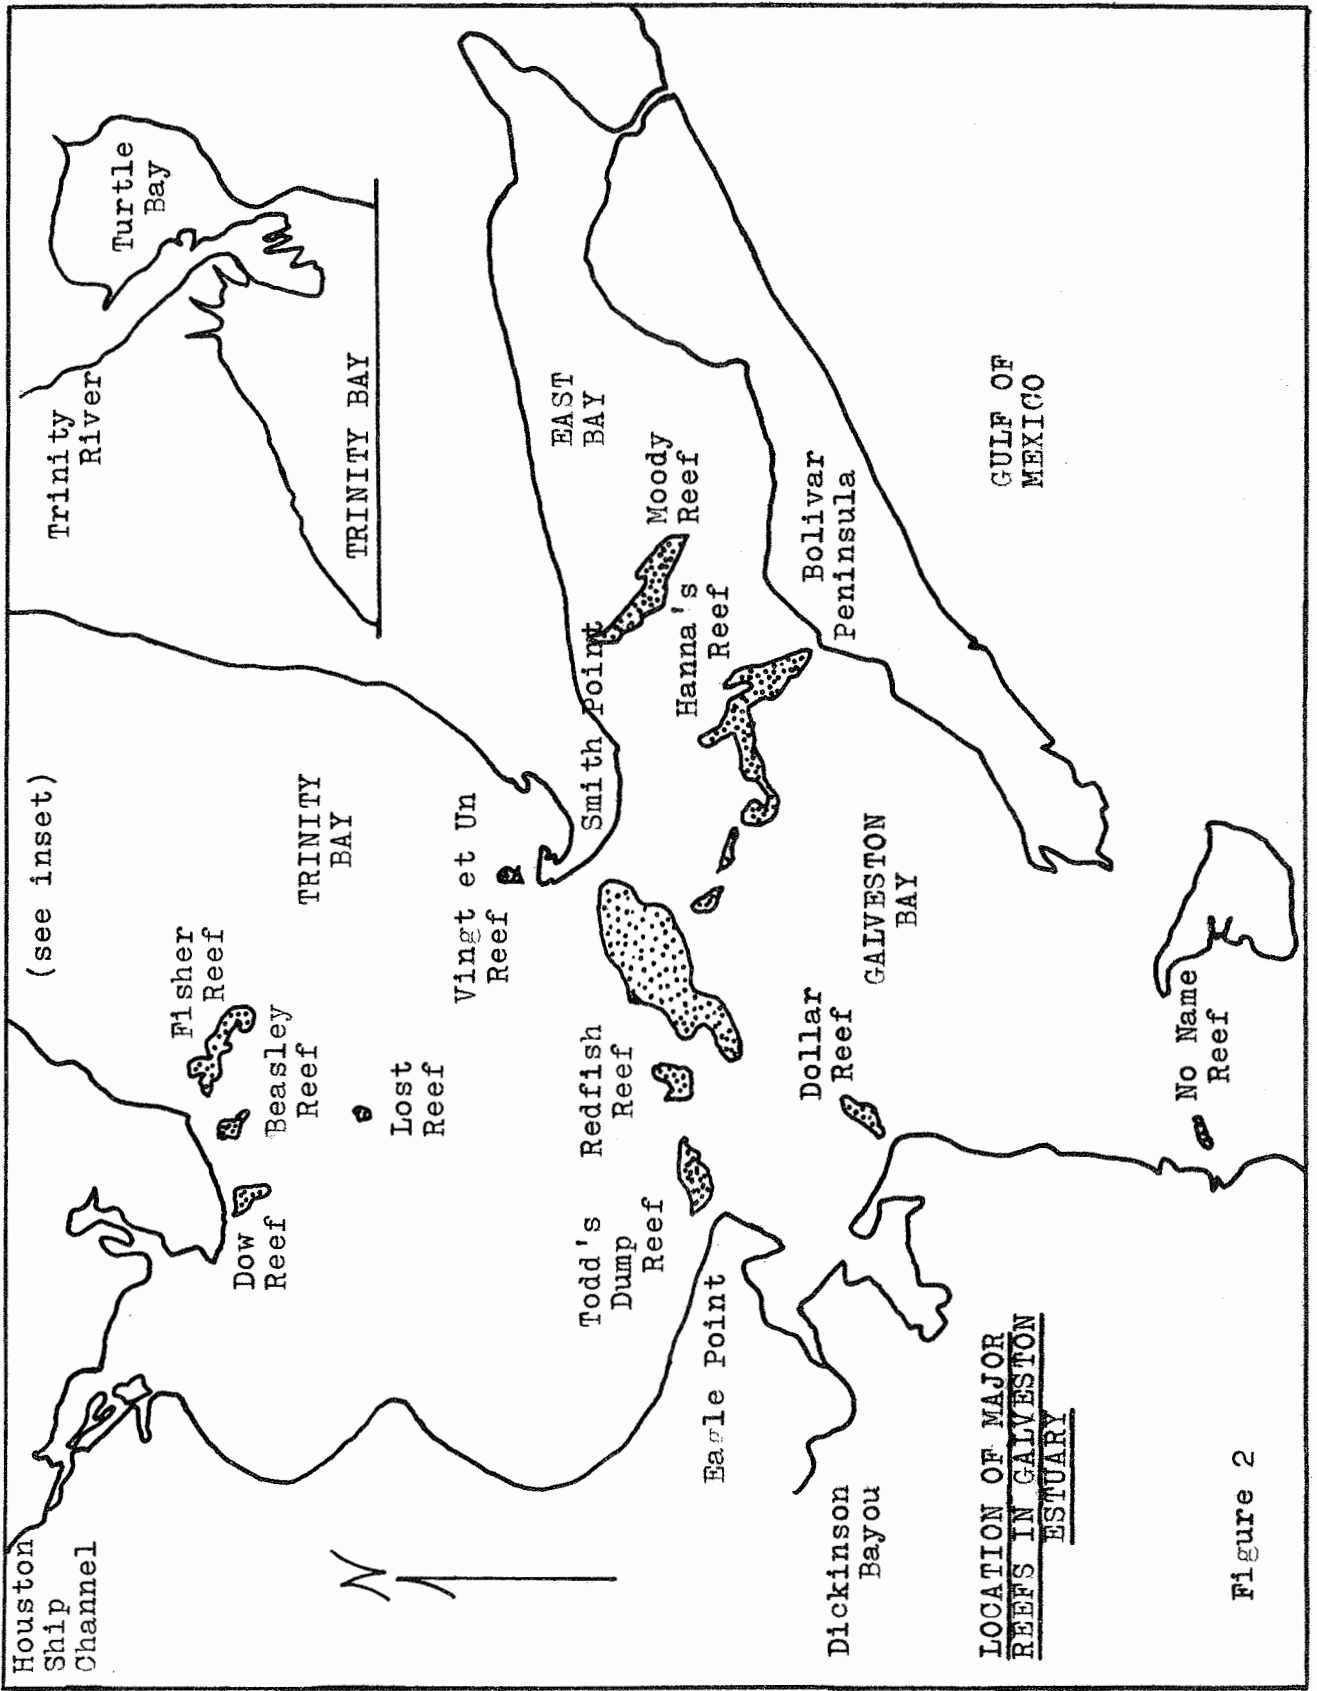 Houston
Ship
Channel
(see inset)
Trinity
River
Turtle
Bay
TRINITY BAY
Fisher
Reef
Beasley
Reef
Dow
Reef
TRINITY
BAY
Lost
Reef
Vingt et Un
Reef
Smith Point
EAST
BAY
Moody
Reef
Hanna's
Reef
Redfish
Reef
Todd's
Dump
Reef
Eagle Point
Dollar
Reef
GALVESTON
BAY
Bolivar
Peninsula
GULF OF
MEXICO
Dickinson
Bayou
No Name
Reef
LOCATION OF MAJOR
REEFS IN GALVESTON
ESTUARY
Figure 2
N